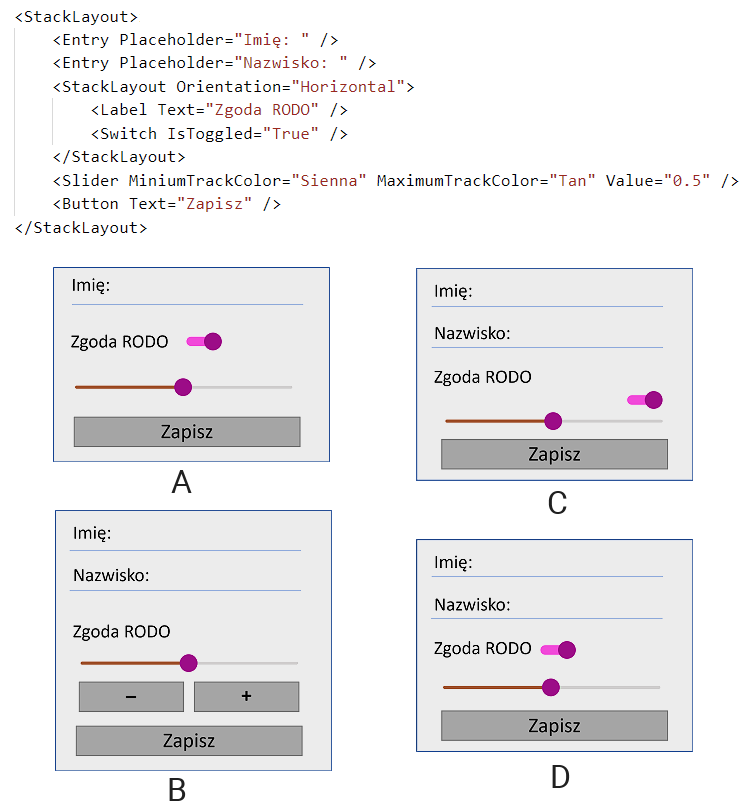 <StackLayout>
<Entry Placeholder="Imię: " />
<Entry Placeholder="Nazwisko: " />
<StackLayout Orientation="Horizontal">
<Label Text="Zgoda RODO" />
<Switch IsToggled="True" />
</StackLayout>
<Slider MiniumTrackColor="Sienna" MaximumTrackColor="Tan" Value="0.5" />
<Button Text="Zapisz" />
</StackLayout>
Imię:
Zgoda RODO
Zapisz
A
Imię:
Nazwisko:
Zgoda RODO
Zapisz
C
Imię:
Nazwisko:
Zgoda RODO
– +
Zapisz
B
Imię:
Nazwisko:
Zgoda RODO
Zapisz
D